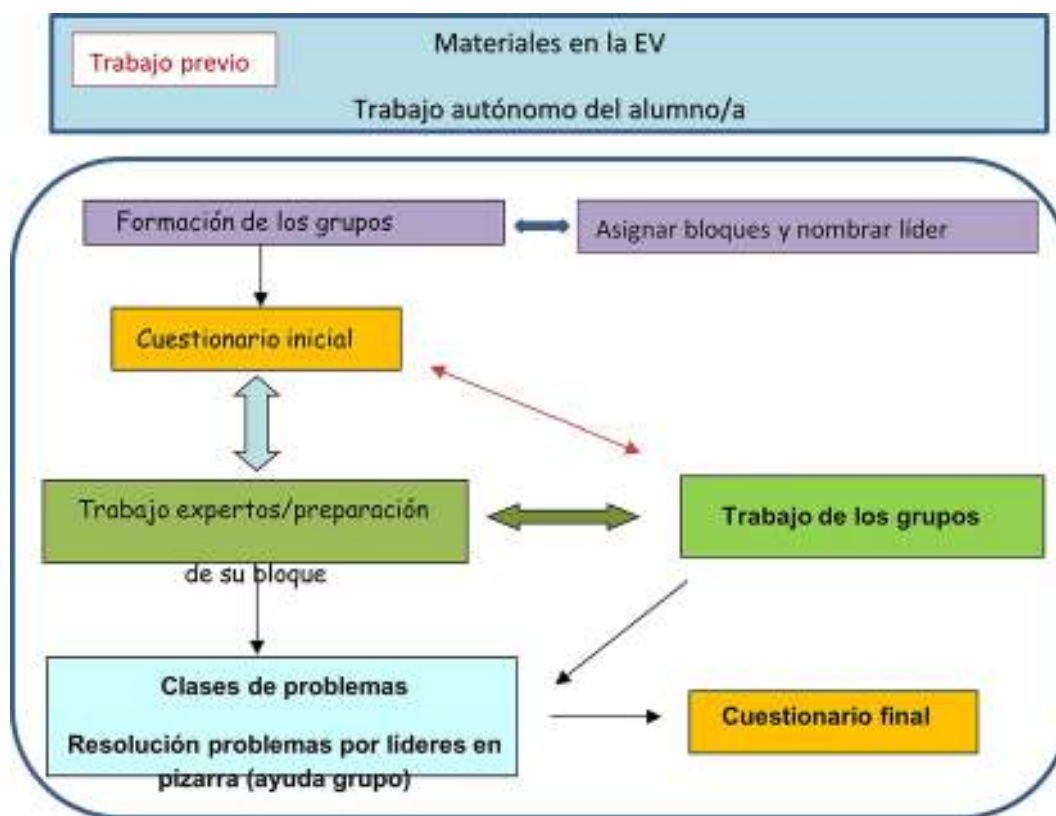 Materiales en la EV
Trabajo previo
Trabajo autónomo del alumno/a
Formación de los grupos
Asignar bloques y nombrar líder
Cuestionario inicial
Trabajo expertos/preparación
de su bloque
Trabajo de los grupos
Clases de problemas
Resolución problemas por líderes en
pizarra (ayuda grupo)
Cuestionario final